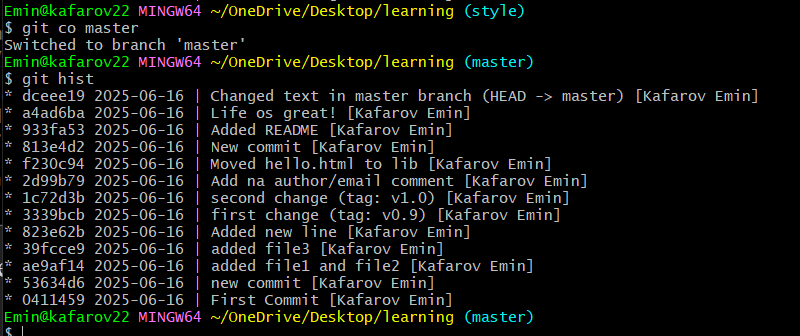 Emin@kafarov22 MINGW64 ~/OneDrive/Desktop/learning (style)
$ git co master
Switched to branch 'master'
Emin@kafarov22 MINGW64 ~/OneDrive/Desktop/learning (master)
$ git hist
* dceee19 2025-06-16 | Changed text in master branch (HEAD -> master) [Kafarov Emin]
* a4ad6ba 2025-06-16 | Life os great! [Kafarov Emin]
* 933fa53 2025-06-16 | Added README [Kafarov Emin]
* 813e4d2 2025-06-16 | New commit [Kafarov Emin]
* f230c94 2025-06-16 | Moved hello.html to lib [Kafarov Emin]
* 2d99b79 2025-06-16 | Add na author/email comment [Kafarov Emin]
* 1c72d3b 2025-06-16 | second change (tag: v1.0) [Kafarov Emin]
* 3339bcb 2025-06-16 | first change (tag: v0.9) [Kafarov Emin]
* 823e62b 2025-06-16 | Added new line [Kafarov Emin]
* 39fcce9 2025-06-16 | added file3 [Kafarov Emin]
* ae9af14 2025-06-16 | added file1 and file2 [Kafarov Emin]
* 53634d6 2025-06-16 | new commit [Kafarov Emin]
* 0411459 2025-06-16 | First Commit [Kafarov Emin]
Emin@kafarov22 MINGW64 ~/OneDrive/Desktop/learning (master)
$